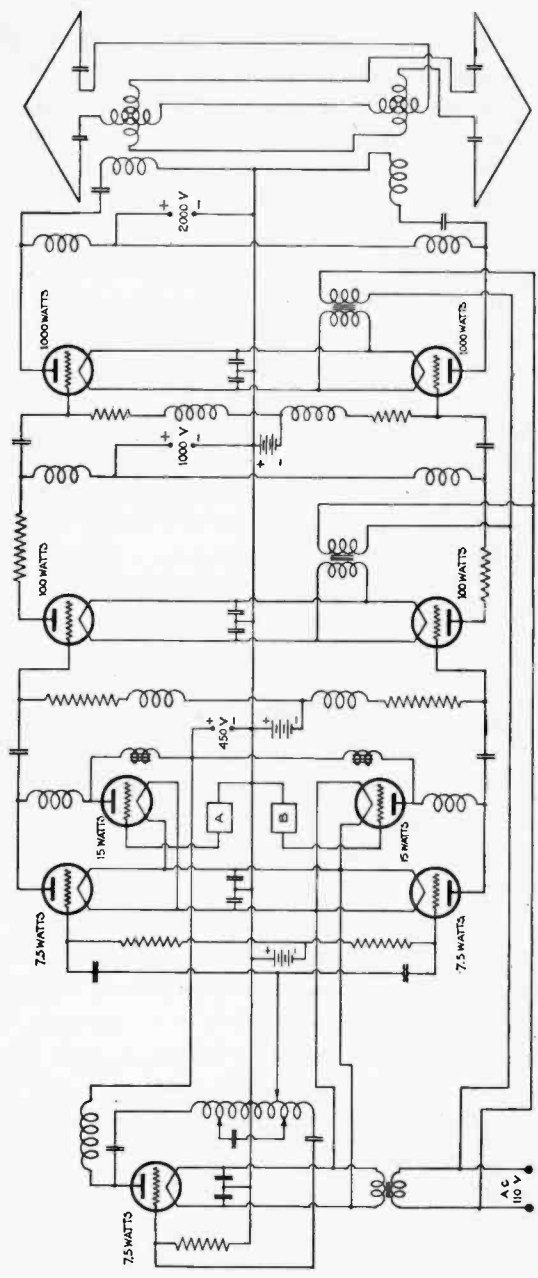 2000 V
+ -
1000 WATTS
1000 WATTS
1000 V
+ -
+ -
100 WATTS
100 WATTS
450 V
+ -
+ -
15 WATTS
A
B
15 WATTS
7.5 WATTS
7.5 WATTS
+ -
7.5 WATTS
AC
110 V